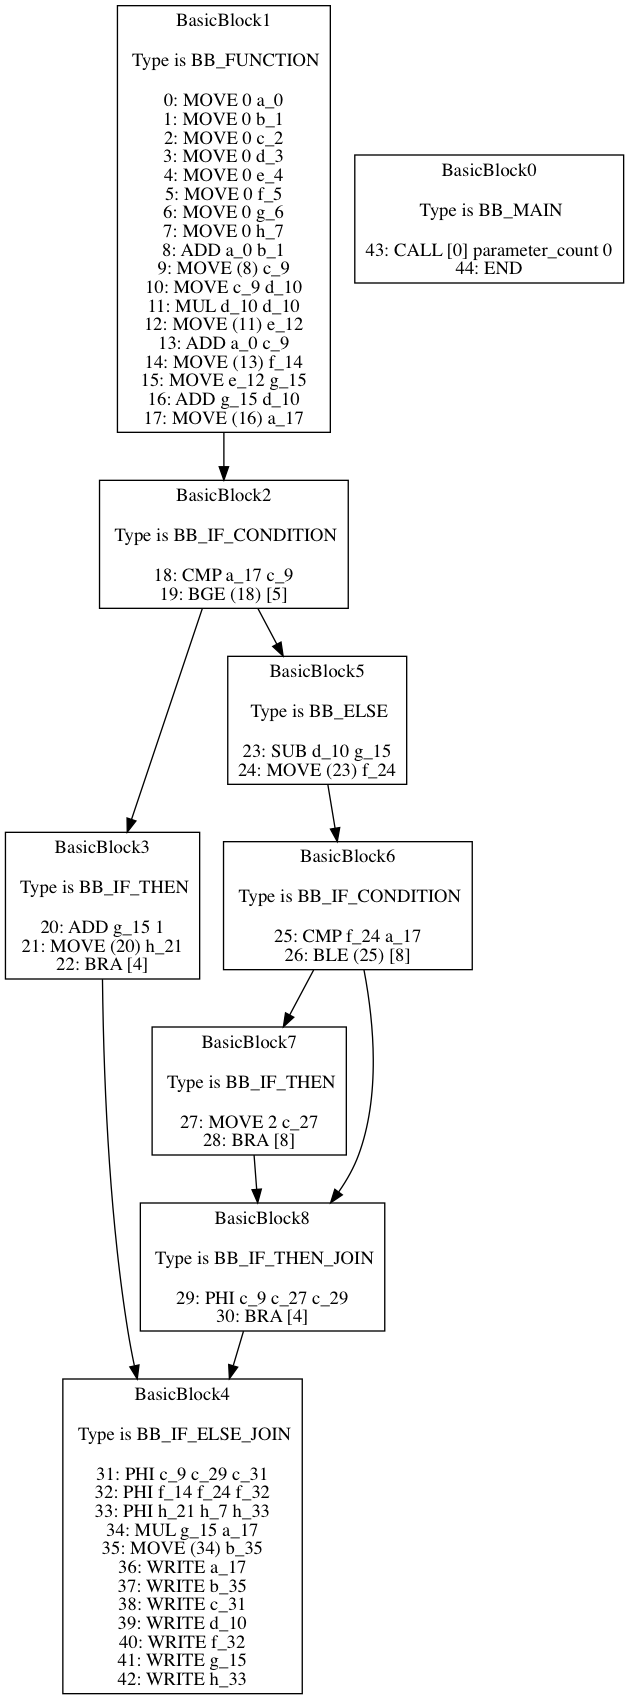 BasicBlock1
Type is BB_FUNCTION
0: MOVE 0 a_0
1: MOVE 0 b_1
2: MOVE 0 c_2
3: MOVE 0 d_3
4: MOVE 0 e_4
5: MOVE 0 f_5
6: MOVE 0 g_6
7: MOVE 0 h_7
8: ADD a_0 b_1
9: MOVE (8) c_9
10: MOVE c_9 d_10
11: MUL d_10 d_10
12: MOVE (11) e_12
13: ADD a_0 c_9
14: MOVE (13) f_14
15: MOVE e_12 g_15
16: ADD g_15 d_10
17: MOVE (16) a_17
BasicBlock0
Type is BB_MAIN
43: CALL [0] parameter_count 0
44: END
BasicBlock2
Type is BB_IF_CONDITION
18: CMP a_17 c_9
19: BGE (18) [5]
BasicBlock5
Type is BB_ELSE
23: SUB d_10 g_15
24: MOVE (23) f_24
BasicBlock3
Type is BB_IF_THEN
20: ADD g_15 1
21: MOVE (20) h_21
22: BRA [4]
BasicBlock6
Type is BB_IF_CONDITION
25: CMP f_24 a_17
26: BLE (25) [8]
BasicBlock7
Type is BB_IF_THEN
27: MOVE 2 c_27
28: BRA [8]
BasicBlock8
Type is BB_IF_THEN_JOIN
29: PHI c_9 c_27 c_29
30: BRA [4]
BasicBlock4
Type is BB_IF_ELSE_JOIN
31: PHI c_9 c_29 c_31
32: PHI f_14 f_24 f_32
33: PHI h_21 h_7 h_33
34: MUL g_15 a_17
35: MOVE (34) b_35
36: WRITE a_17
37: WRITE b_35
38: WRITE c_31
39: WRITE d_10
40: WRITE f_32
41: WRITE g_15
42: WRITE h_33